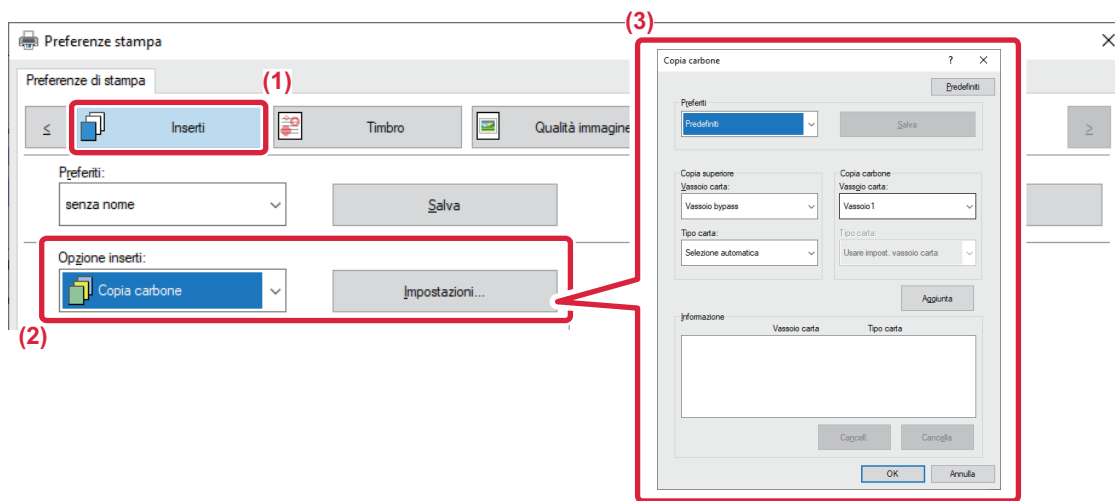 (3)
Preferenze stampa
Preferenze di stampa
(1)
≤ Inserti Timbro Qualità immagine ≥
Preferiti:
senza nome Salva
Opzione inserti:
Copia carbone Impostazioni...
(2)
Copia carbone ? ×
Predefiniti
Preferiti
Predefiniti Salva
Copia superiore Copia carbone
Vassoio carta: Vassoio carta:
Vassoio bypass Vassoio1
Tipo carta: Tipo carta:
Selezione automatica Usare impost. vassoio carta
Aggiunta
Informazione
Vassoio carta Tipo carta
Cancell. Cancella
OK Annulla